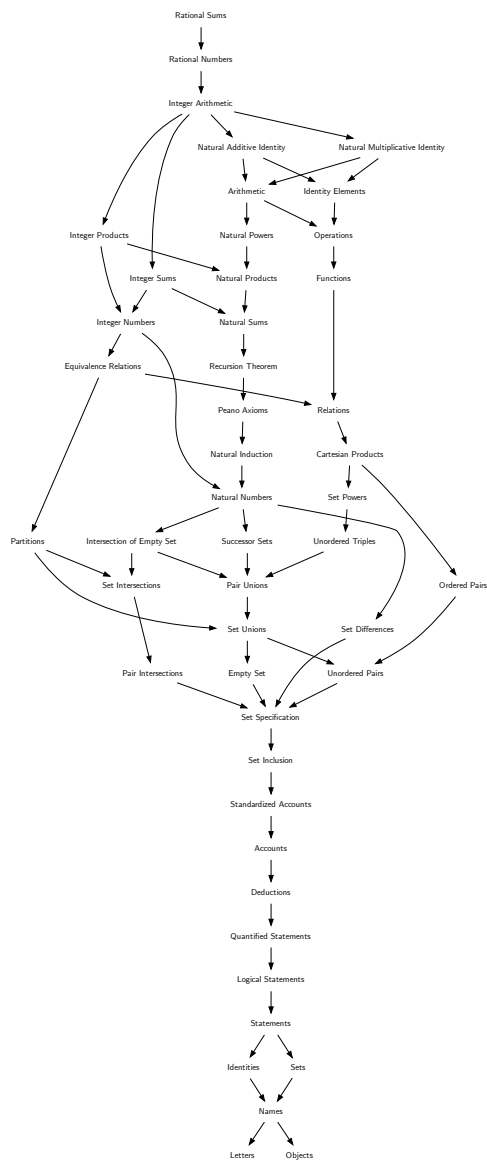 Rational Sums
Rational Numbers
Integer Arithmetic
Natural Additive Identity
Natural Multiplicative Identity
Arithmetic
Identity Elements
Integer Products
Natural Powers
Operations
Integer Sums
Natural Products
Functions
Integer Numbers
Natural Sums
Equivalence Relations
Recursion Theorem
Peano Axioms
Relations
Natural Induction
Cartesian Products
Natural Numbers
Set Powers
Partitions
Intersection of Empty Set
Successor Sets
Unordered Triples
Set Intersections
Pair Unions
Ordered Pairs
Set Unions
Set Differences
Pair Intersections
Empty Set
Unordered Pairs
Set Specification
Set Inclusion
Standardized Accounts
Accounts
Deductions
Quantified Statements
Logical Statements
Statements
Identities
Sets
Names
Letters
Objects